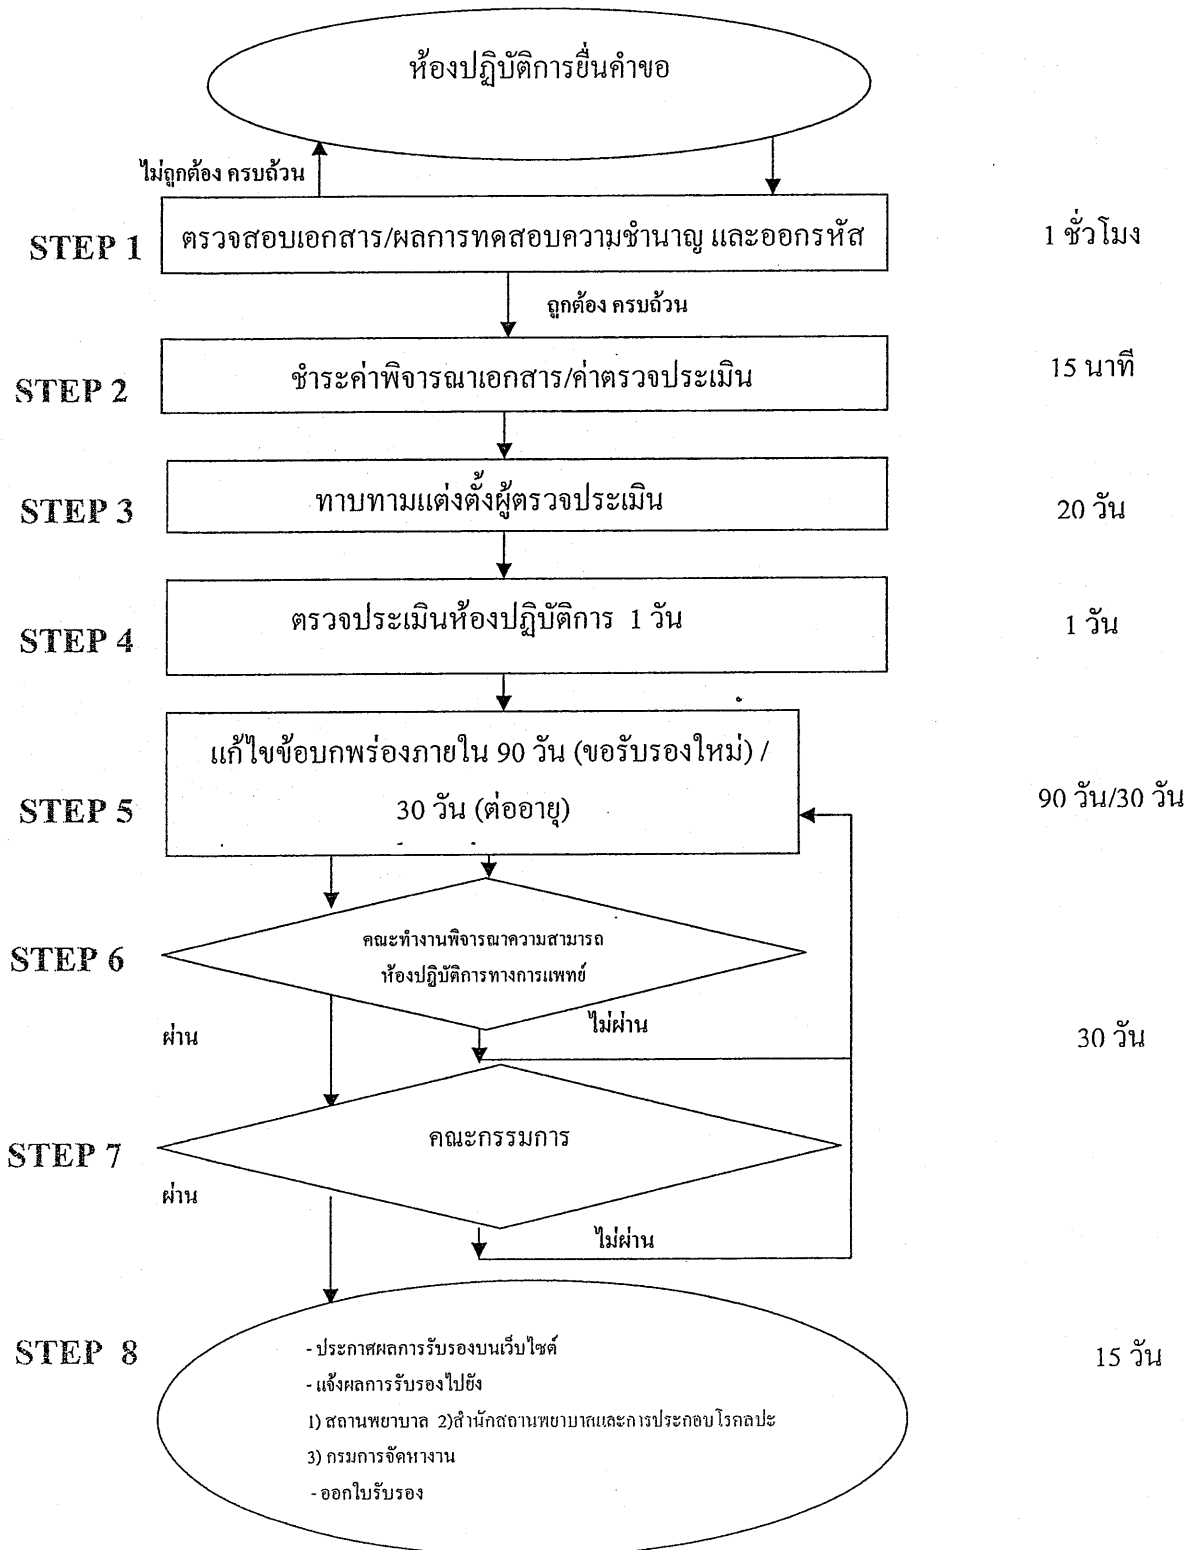 ห้องปฏิบัติการยื่นคำขอ
ไม่ถูกต้อง ครบถ้วน
STEP 1
ตรวจสอบเอกสาร/ผลการทดสอบความชำนาญ และออกรหัส
1 ชั่วโมง
ถูกต้อง ครบถ้วน
STEP 2
ชำระค่าพิจารณาเอกสาร/ค่าตรวจประเมิน
15 นาที
STEP 3
ทาบทามแต่งตั้งผู้ตรวจประเมิน
20 วัน
STEP 4
ตรวจประเมินห้องปฏิบัติการ 1 วัน
1 วัน
STEP 5
แก้ไขข้อบกพร่องภายใน 90 วัน (ขอรับรองใหม่) /
30 วัน (ต่ออายุ)
90 วัน/30 วัน
STEP 6
คณะทำงานพิจารณาความสามารถ
ห้องปฏิบัติการทางการแพทย์
ผ่าน
ไม่ผ่าน
30 วัน
STEP 7
คณะกรรมการ
ผ่าน
ไม่ผ่าน
STEP 8
- ประกาศผลการรับรองบนเว็บไซต์
- แจ้งผลการรับรองไปยัง
1) สถานพยาบาล 2)สำนักสถานพยาบาลและการประกอบโรคศิลปะ
3) กรมการจัดหางาน
- ออกใบรับรอง
15 วัน